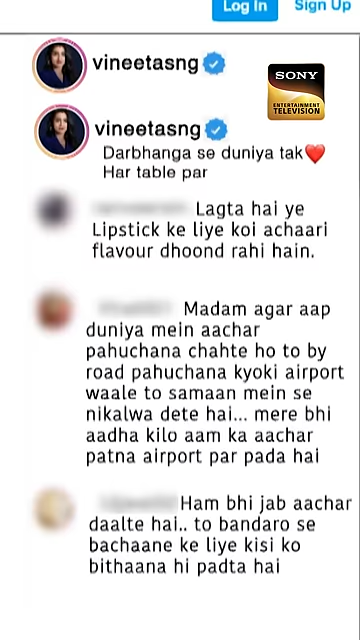 Log In Sign Up
vineetasng
SONY
ENTERTAINMENT
TELEVISION
vineetasng
Darbhanga se duniya tak❤️
Har table par
Lagta hai ye
Lipstick ke liye koi achaari
flavour dhoond rahi hain.
Madam agar aap
duniya mein aachar
pahuchana chahte ho to by
road pahuchana kyoki airport
waale to samaan mein se
nikalwa dete hai... mere bhi
aadha kilo aam ka aachar
patna airport par pada hai
Ham bhi jab aachar
daalte hai.. to bandaro se
bachaane ke liye kisi ko
bithaana hi padta hai